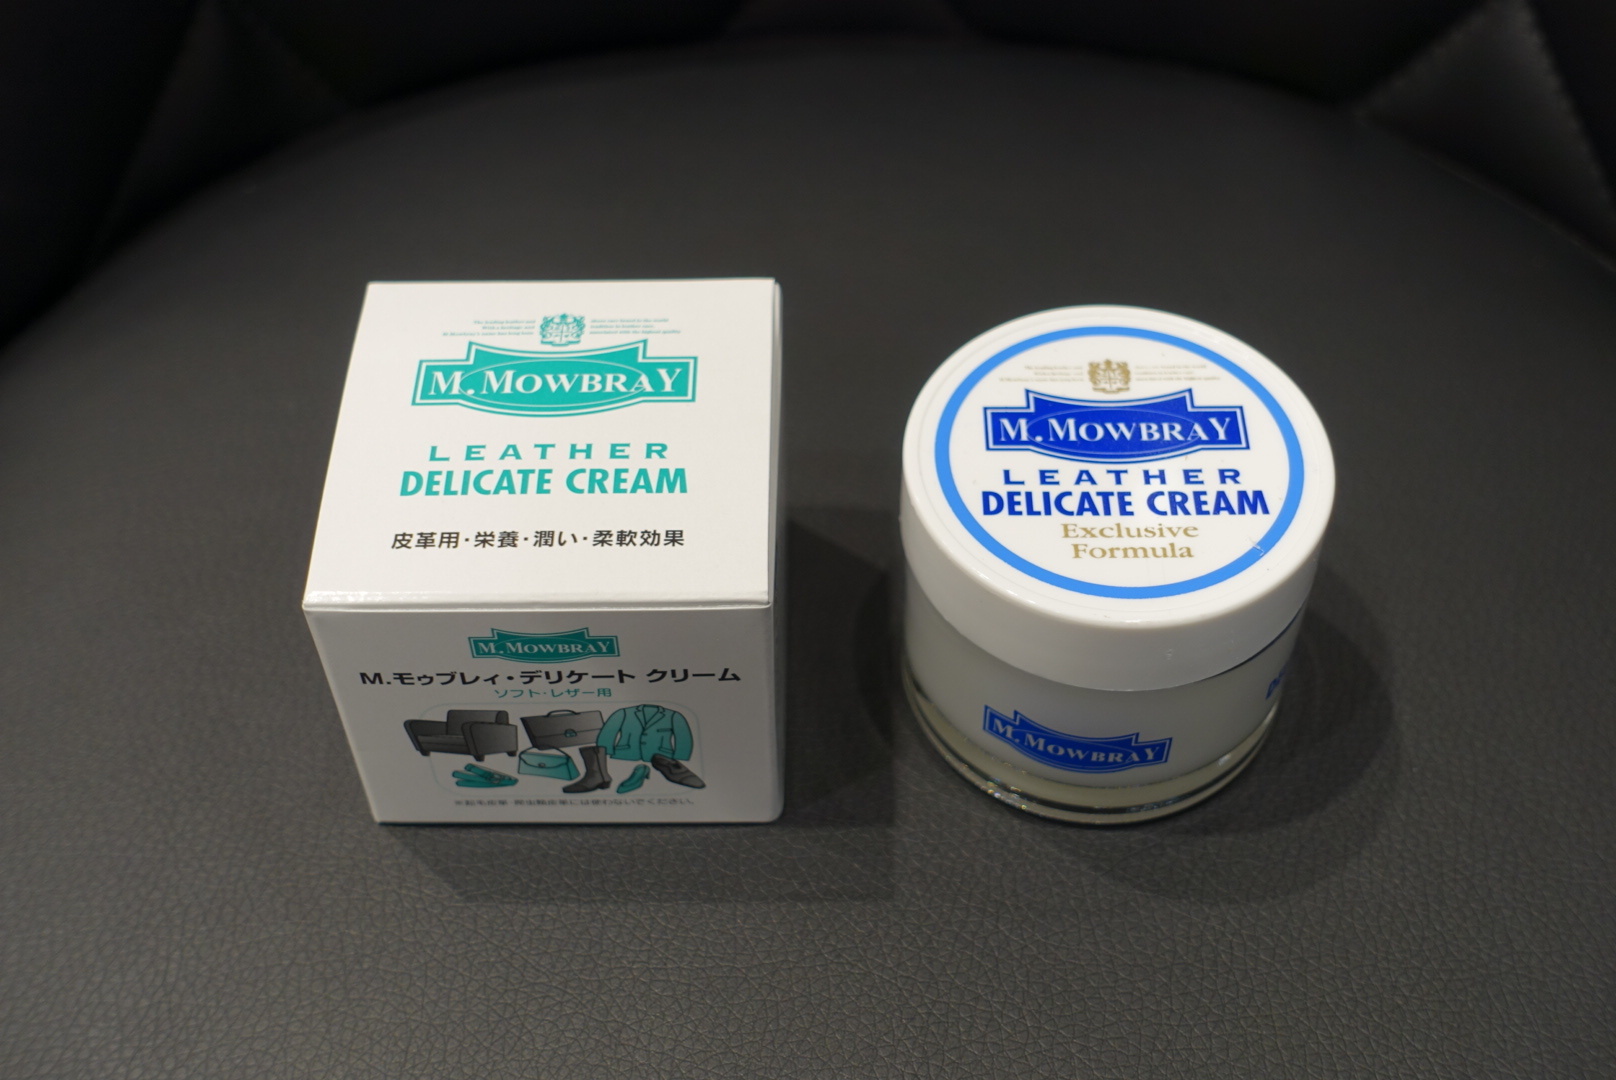 M. MOWBRAY
LEATHER
DELICATE CREAM
皮革用・栄養・潤い・柔軟効果
M. MOWBRAY
M.モゥブレィ・デリケート クリーム
ソフト・レザー用
M. MOWBRAY
LEATHER
DELICATE CREAM
Exclusive
Formula
M. MOWBRAY